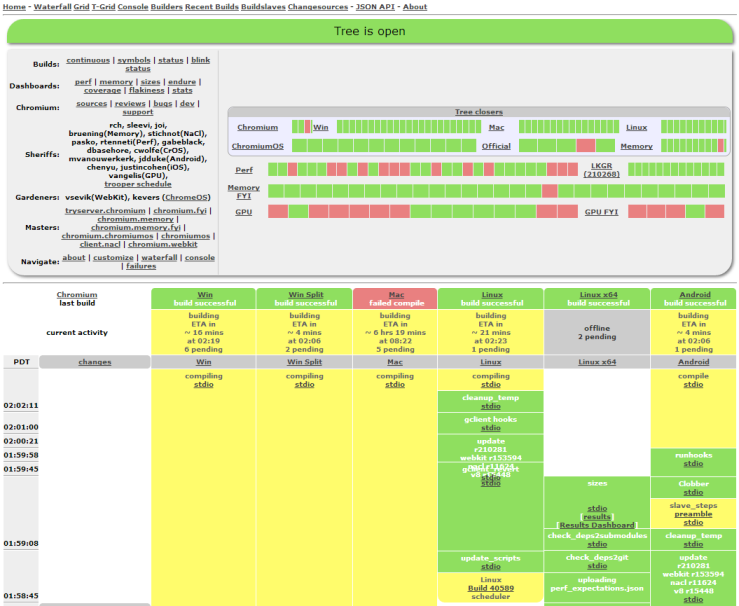 Home - Waterfall Grid T-Grid Console Builders Recent Builds Buildslaves Changesources - JSON API - About
Tree is open
Builds: continuous | symbols | status | blink status
Dashboards: perf | memory | sizes | endure | coverage | flakiness | stats
Chromium: sources | reviews | bugs | dev | support
Sheriffs: rch, sleevi, joi,
bruening(Memory), stichnot(NaCl),
pasko, rtenneti(Perf), gabeblack,
dbasehore, cwolfe(CrOS),
mvanouwerkerk, jdduke(Android),
chenyu, justincohen(iOS),
vangelis(GPU),
trooper schedule
Gardeners: vsevik(WebKit), kevers (ChromeOS)
Masters: tryserver.chromium | chromium.fyi |
chromium.memory |
chromium.memory.fyi |
chromium.chromiumos | chromiumos |
client.nacl | chromium.webkit
Navigate: about | customize | waterfall | console | failures
Tree closers
Chromium Win Mac Linux
ChromiumOS Official Memory
Perf LKGR (210268)
Memory FYI
GPU GPU FYI
Chromium Win Win Split Mac Linux Linux x64 Android
last build build successful build successful failed compile build successful build successful build successful
current activity
building ETA in ~ 16 mins at 02:19 6 pending
building ETA in ~ 4 mins at 02:06 2 pending
building ETA in ~ 6 hrs 19 mins at 08:22 5 pending
building ETA in ~ 21 mins at 02:23 1 pending
offline 2 pending
building ETA in ~ 4 mins at 02:06 1 pending
PDT changes Win Win Split Mac Linux Linux x64 Android
compiling stdio
compiling stdio
compiling stdio
compiling stdio
compile stdio
02:02:11
cleanup_temp
stdio
02:01:00
gclient hooks
stdio
02:00:21
update
r210281
webkit r153594
nacl r11624
v8 r15448
stdio
01:59:58
runhooks
stdio
01:59:45
gclient_revert
stdio
sizes
stdio
[results]
[Results Dashboard]
Clobber
stdio
slave_steps
preamble
stdio
01:59:08
check_deps2submodules
stdio
cleanup_temp
stdio
update_scripts
stdio
check_deps2git
stdio
update
r210281
webkit r153594
nacl r11624
v8 r15448
stdio
01:58:45
Linux
Build 40589
scheduler
uploading
perf_expectations.json